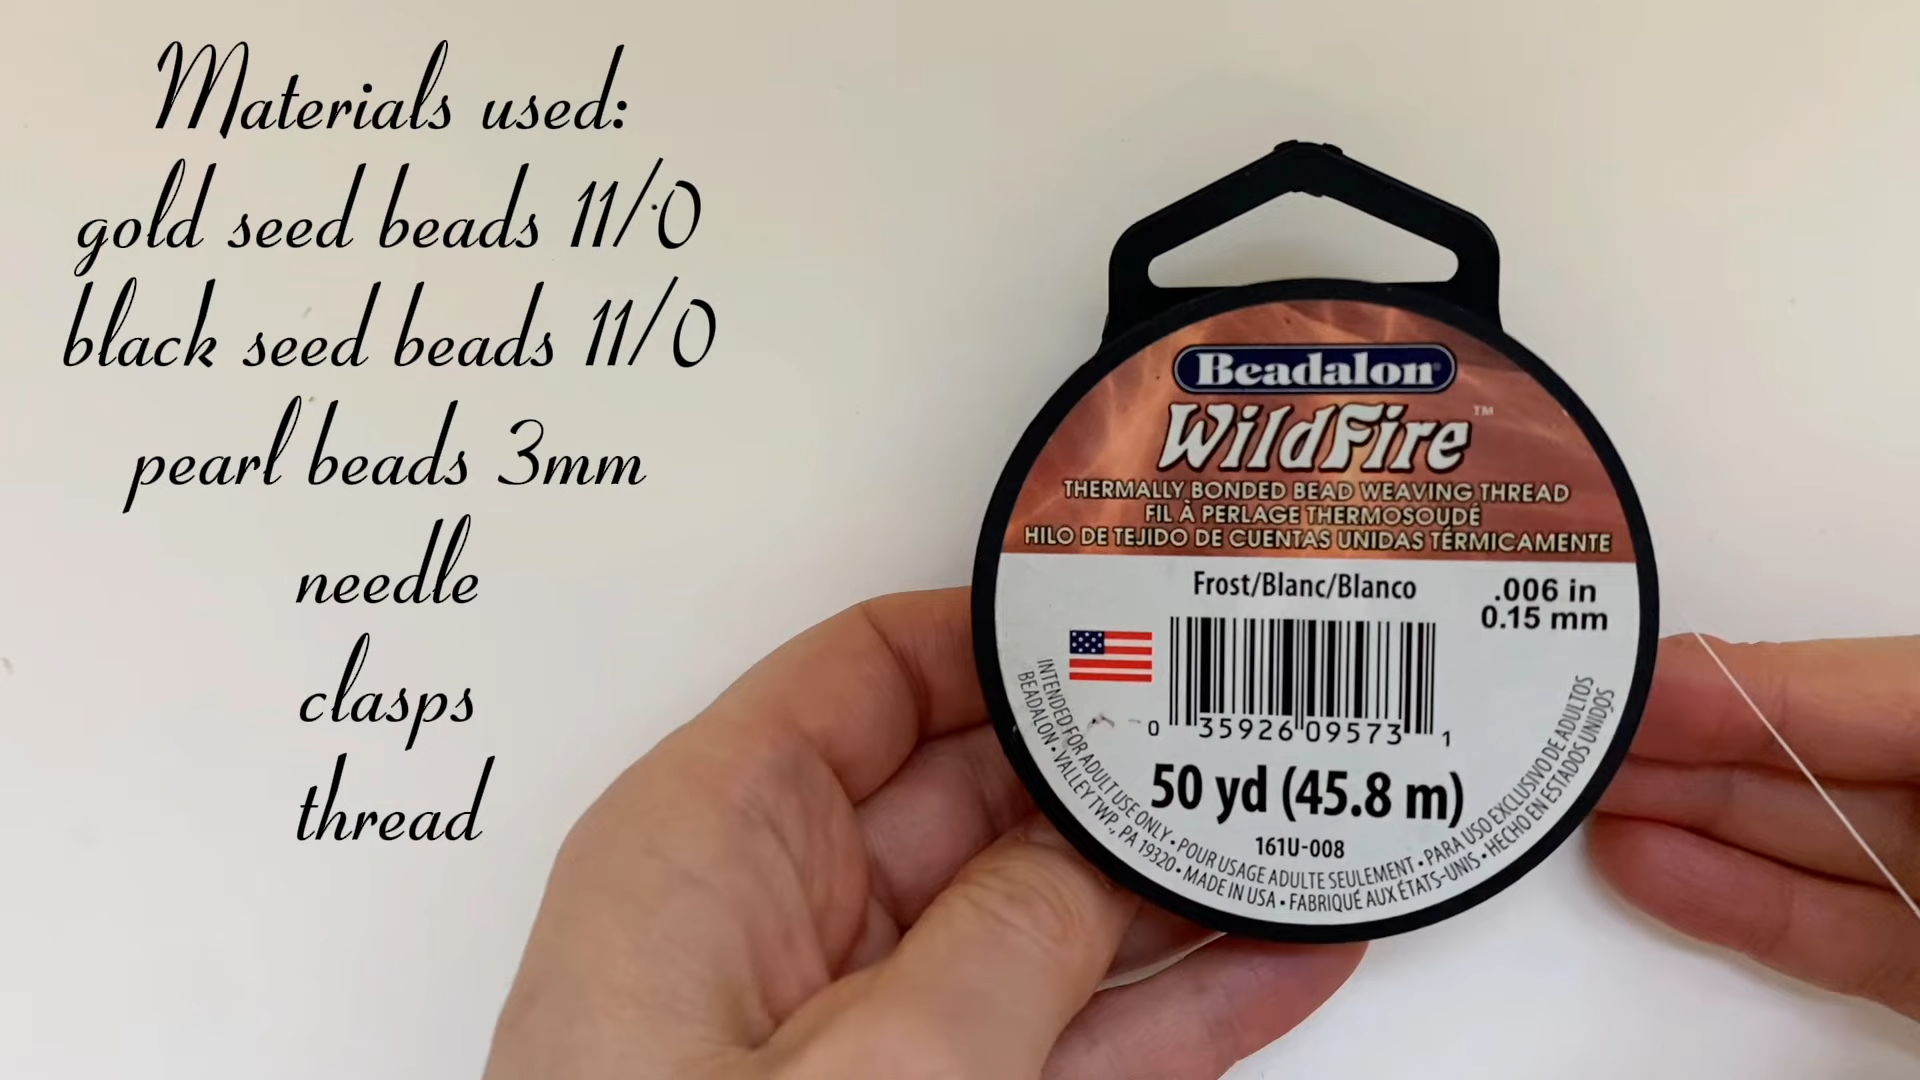 Materials used:
gold seed beads 11/0
black seed beads 11/0
pearl beads 3mm
needle
clasps
thread
Beadalon®
WildFire™
THERMALLY BONDED BEAD WEAVING THREAD
FIL À PERLAGE THERMOSOUDÉ
HILO DE TEJIDO DE CUENTAS UNIDAS TÉRMICAMENTE
Frost/Blanc/Blanco
.006 in
0.15 mm
0 35926 09573 1
50 yd (45.8 m)
161U-008
INTENDED FOR ADULT USE ONLY • POUR USAGE ADULTE SEULEMENT • PARA USO EXCLUSIVO DE ADULTOS
BEADALON • VALLEY TWP., PA 19320 • MADE IN USA • FABRIQUÉ AUX ÉTATS-UNIS • HECHO EN ESTADOS UNIDOS